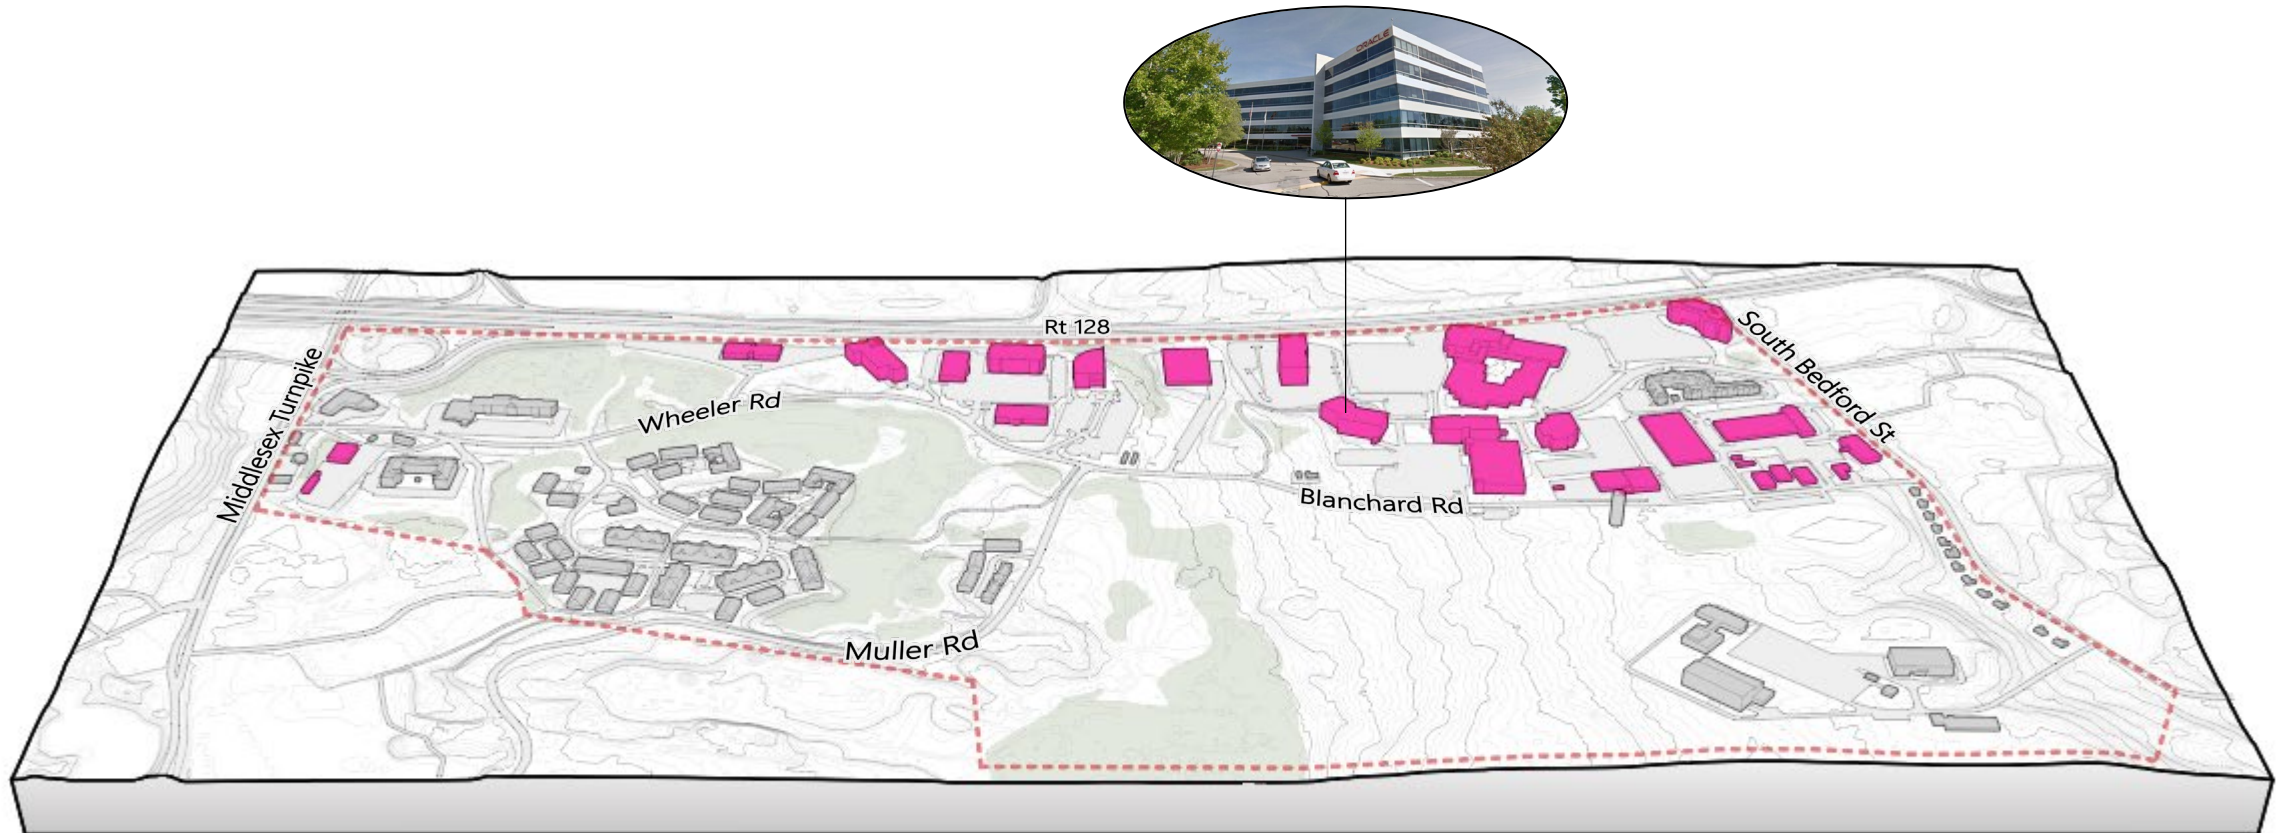 ORACLE
Rt 128
South Bedford St
Middlesex Turnpike
Wheeler Rd
Blanchard Rd
Muller Rd